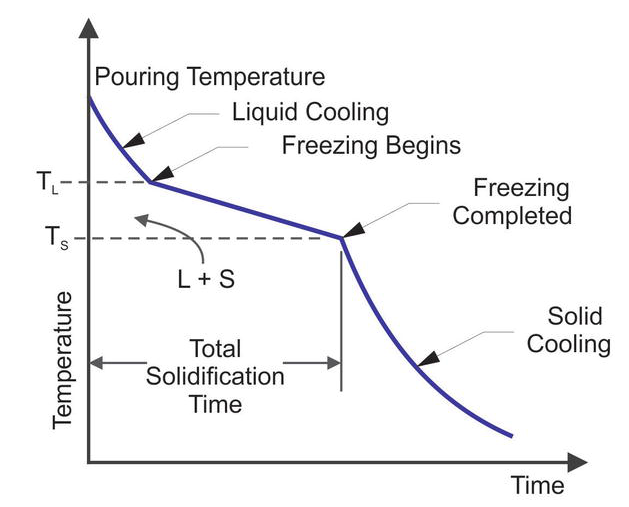 Pouring Temperature
Liquid Cooling
Freezing Begins
TL
Freezing
Completed
TS
L + S
Solid
Cooling
Total
Solidification
Time
Temperature
Time